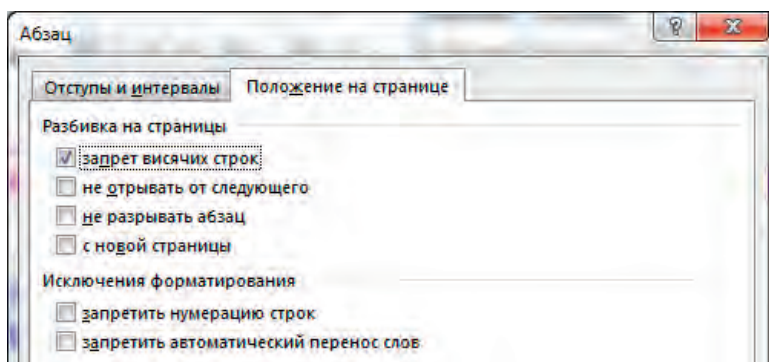 Абзац
Отступы и интервалы Положение на странице
Разбивка на страницы
запрет висячих строк
не отрывать от следующего
не разрывать абзац
с новой страницы
Исключения форматирования
запретить нумерацию строк
запретить автоматический перенос слов